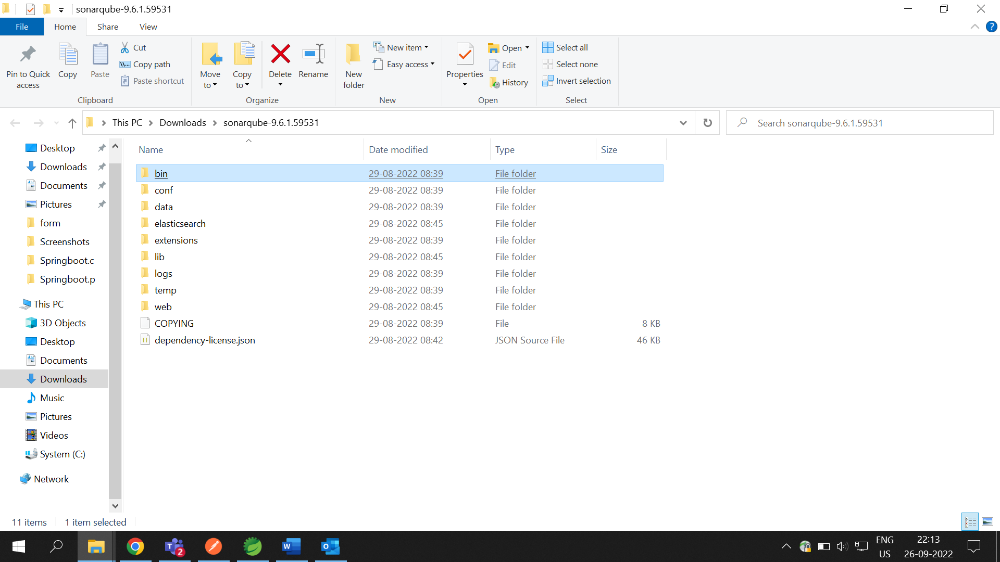 sonarqube-9.6.1.59531
File Home Share View
Pin to Quick access
Copy
Paste
Cut
Copy path
Paste shortcut
Clipboard
Move to
Copy to
Delete
Rename
Organize
New folder
New item
Easy access
New
Properties
Open
Edit
History
Open
Select all
Select none
Invert selection
Select
This PC Downloads sonarqube-9.6.1.59531
Search sonarqube-9.6.1.59531
Desktop
Downloads
Documents
Pictures
form
Screenshots
Springboot.c
Springboot.p
This PC
3D Objects
Desktop
Documents
Downloads
Music
Pictures
Videos
System (C:)
Network
Name Date modified Type Size
bin 29-08-2022 08:39 File folder
conf 29-08-2022 08:39 File folder
data 29-08-2022 08:39 File folder
elasticsearch 29-08-2022 08:45 File folder
extensions 29-08-2022 08:39 File folder
lib 29-08-2022 08:45 File folder
logs 29-08-2022 08:39 File folder
temp 29-08-2022 08:39 File folder
web 29-08-2022 08:45 File folder
COPYING 29-08-2022 08:39 File 8 KB
dependency-license.json 29-08-2022 08:42 JSON Source File 46 KB
11 items 1 item selected
T 2
W
O
ENG
US
22:13
26-09-2022